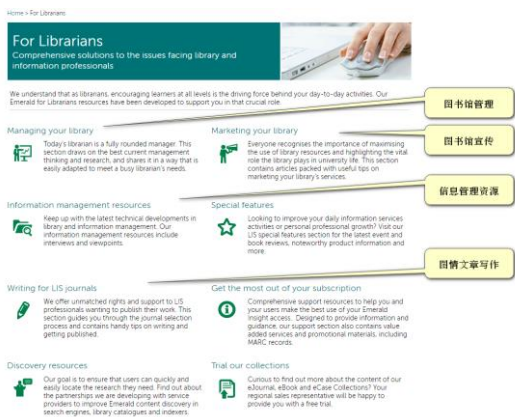 Home > For Librarians
For Librarians
Comprehensive solutions to the issues facing library and
information professionals
We understand that as librarians, encouraging learners at all levels is the driving force behind your day-to-day activities. Our
Emerald for Librarians resources have been developed to support you in that crucial role.
图书馆管理
Managing your library
Today's librarian is a fully rounded manager. This
section draws on the best current management
thinking and research, and shares it in a way that is
easily adapted to meet a busy librarian's needs.
Marketing your library
Everyone recognises the importance of maximising
the use of library resources and highlighting the vital
role the library plays in university life. This section
contains articles packed with useful tips on
marketing your library's services.
图书馆宣传
信息管理资源
Information management resources
Keep up with the latest technical developments in
library and information management. Our
information management resources include
interviews and viewpoints.
Special features
Looking to improve your daily information services
activities or personal professional growth? Visit our
LIS special features section for the latest event and
book reviews, noteworthy product information and
more.
图情文章写作
Writing for LIS journals
We offer unmatched rights and support to LIS
professionals wanting to publish their work. This
section guides you through the journal selection
process and contains handy tips on writing and
getting published.
Get the most out of your subscription
Comprehensive support resources to help you and
your users make the best use of your Emerald
Insight access. Designed to provide information and
guidance, our support section also contains value
added services and promotional materials, including
MARC records.
Discovery resources
Our goal is to ensure that users can quickly and
easily locate the research they need. Find out about
the partnerships we are developing with service
providers to improve Emerald content discovery in
search engines, library catalogues and indexers.
Trial our collections
Curious to find out more about the content of our
eJournal, eBook and eCase Collections? Your
regional sales representative will be happy to
provide you with a free trial.